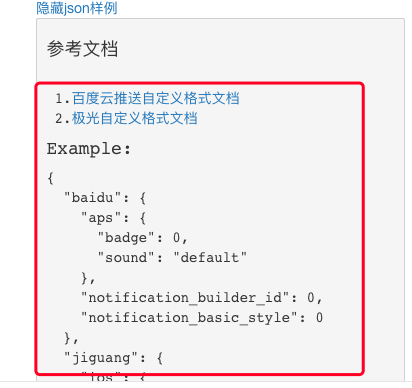 隐藏json样例
参考文档
1.百度云推送自定义格式文档
2.极光自定义格式文档
Example:
{
"baidu": {
"aps": {
"badge": 0,
"sound": "default"
},
"notification_builder_id": 0,
"notification_basic_style": 0
},
"jiguang": {
"ios": {